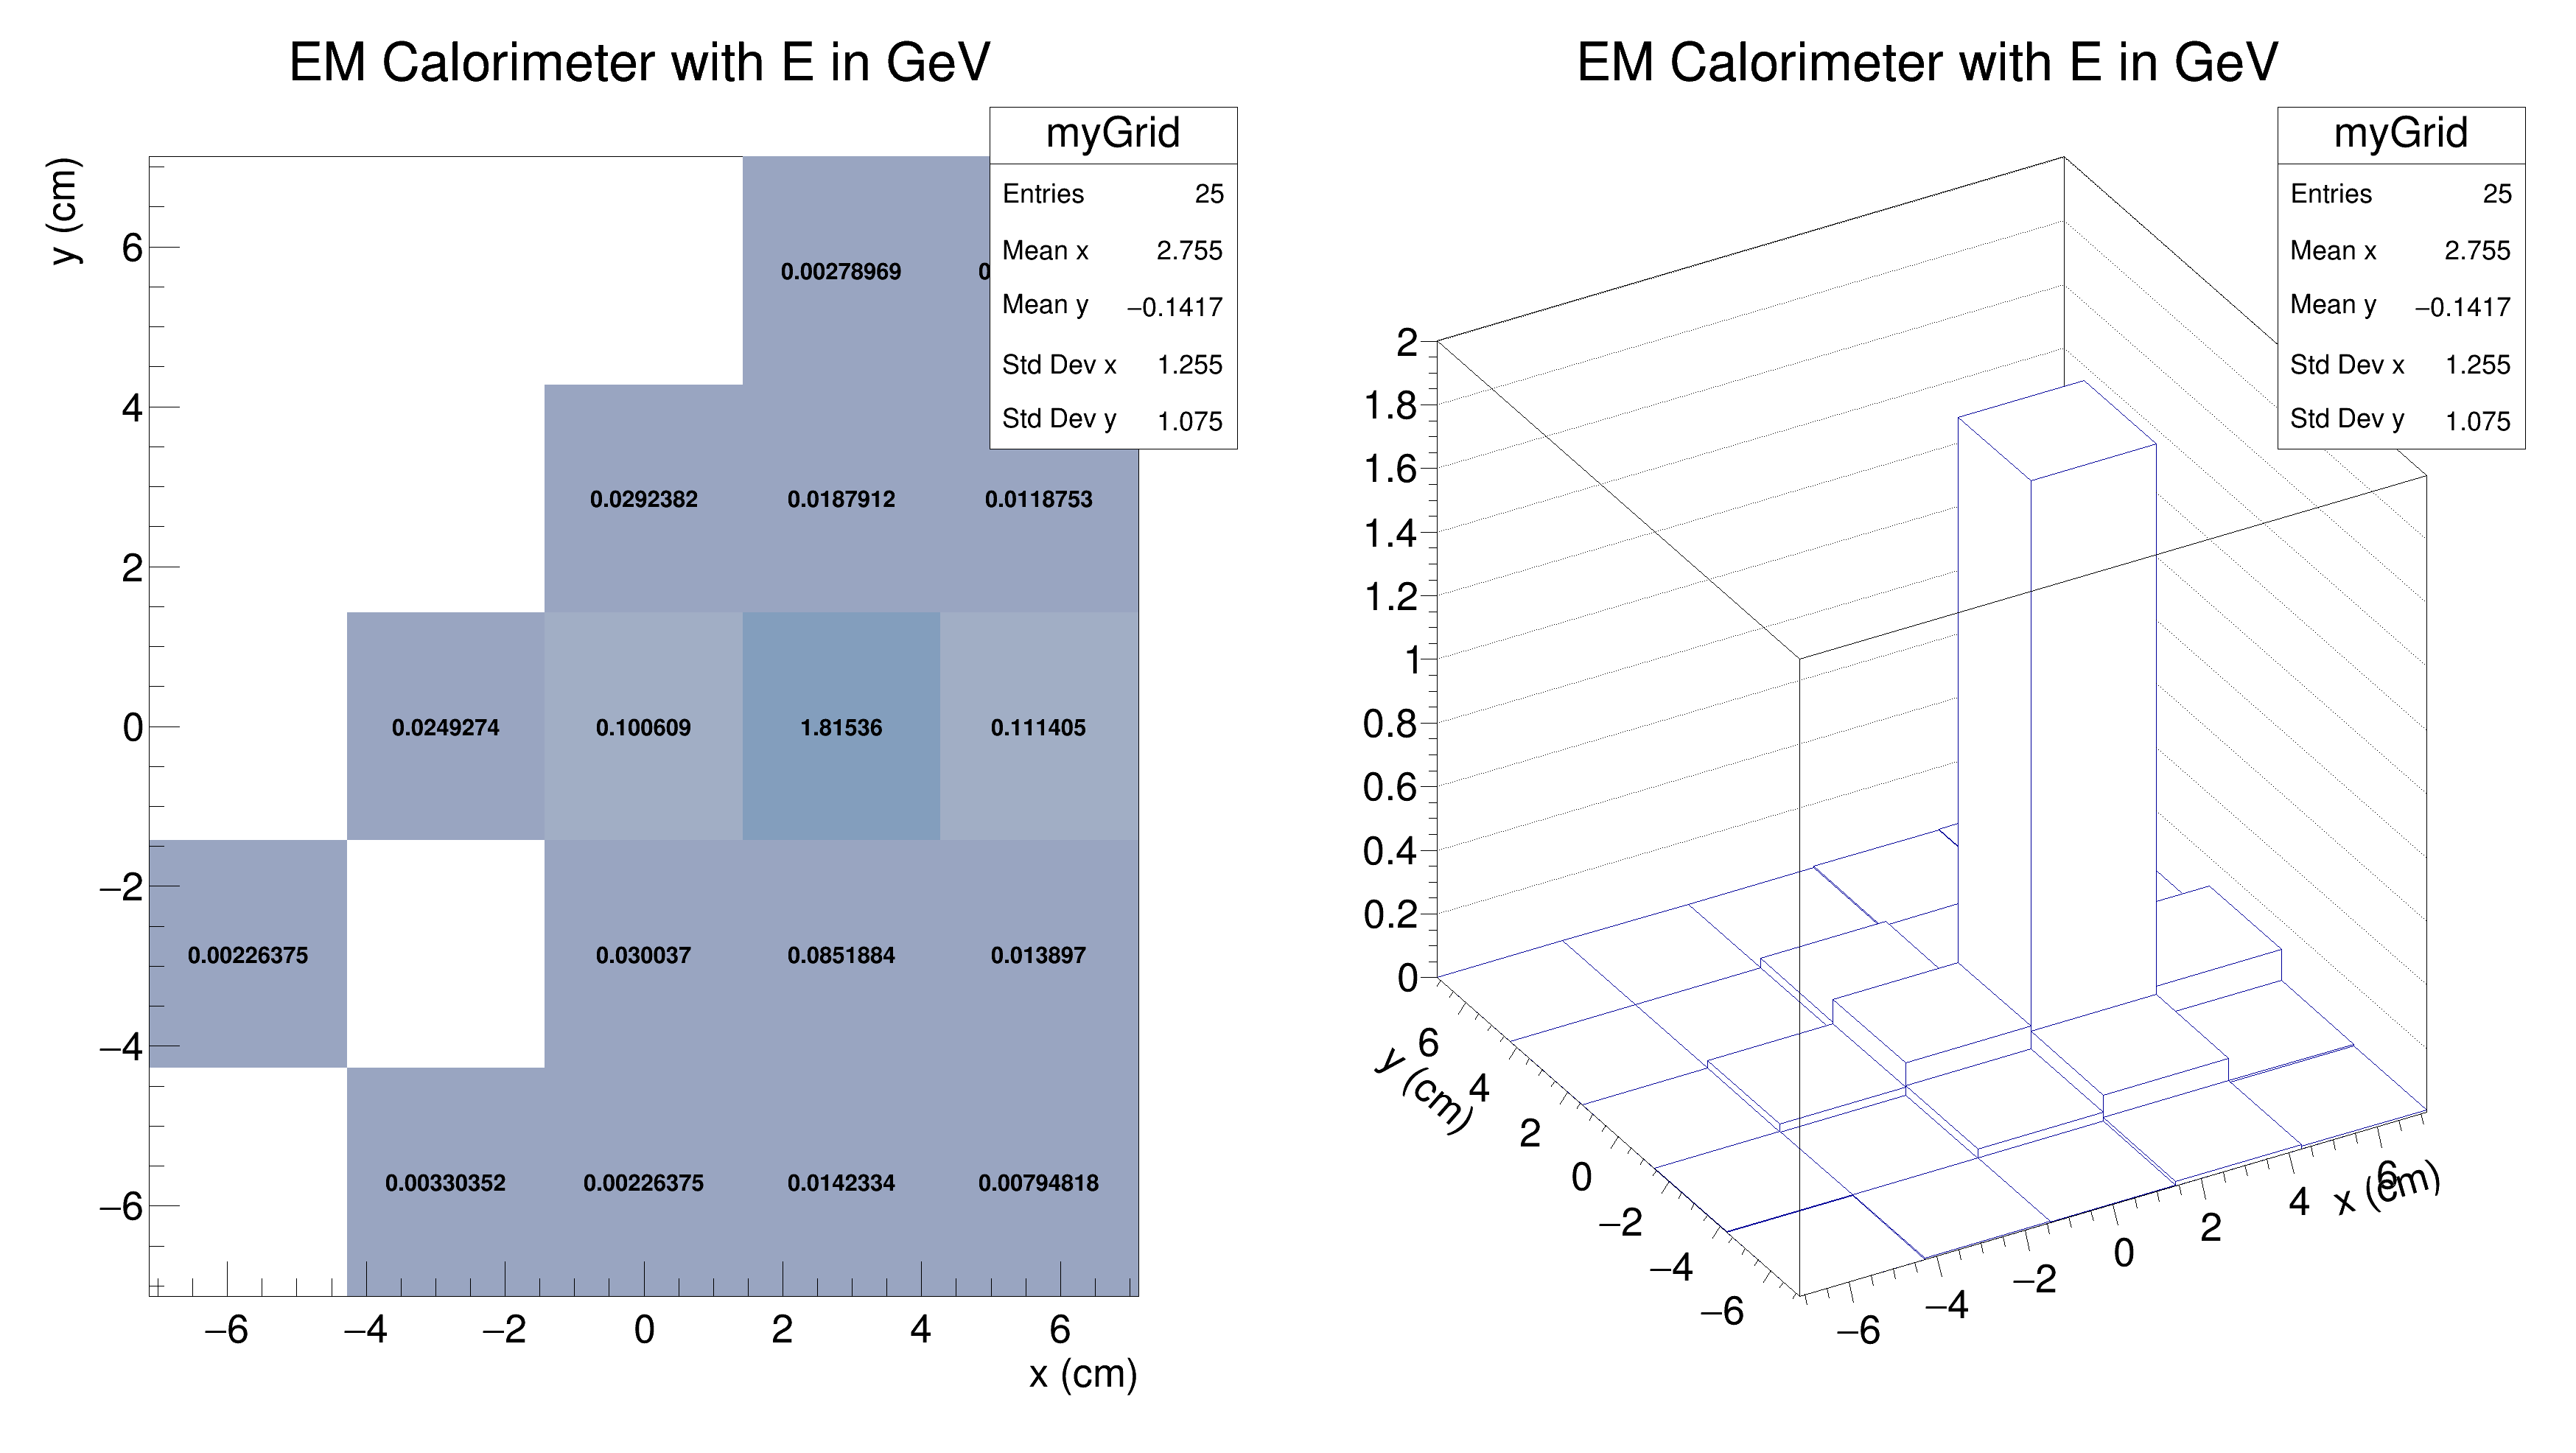 EM Calorimeter with E in GeV
myGrid
Entries 25
Mean x 2.755
Mean y −0.1417
Std Dev x 1.255
Std Dev y 1.075
y (cm)
6
4
2
0
−2
−4
−6
0.00278969
0.0292382 0.0187912 0.0118753
0.0249274 0.100609 1.81536 0.111405
0.00226375 0.030037 0.0851884 0.013897
0.00330352 0.00226375 0.0142334 0.00794818
−6 −4 −2 0 2 4 6
x (cm)
EM Calorimeter with E in GeV
myGrid
Entries 25
Mean x 2.755
Mean y −0.1417
Std Dev x 1.255
Std Dev y 1.075
2
1.8
1.6
1.4
1.2
1
0.8
0.6
0.4
0.2
0
y (cm)
6
4
2
0
−2
−4
−6
−6 −4 −2 0 2 4 6
x (cm)